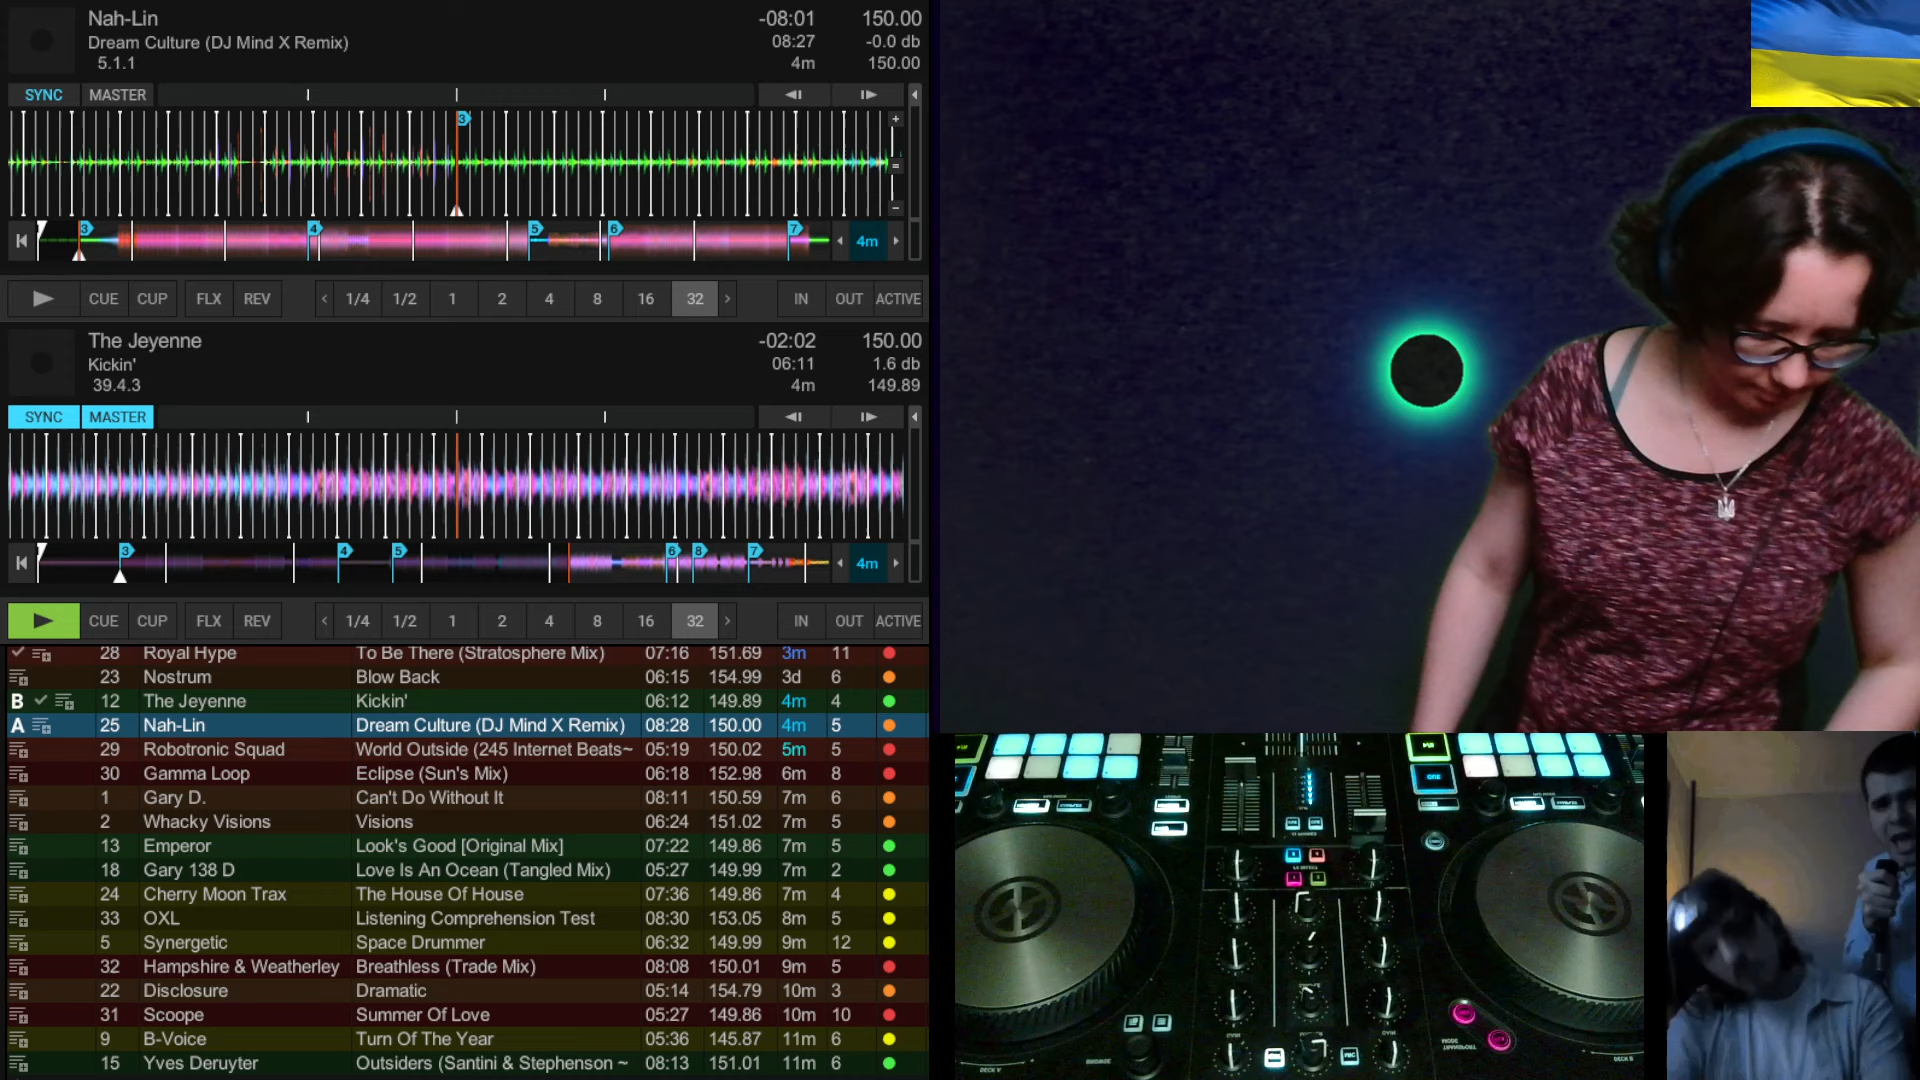 Nah-Lin -08:01 150.00
Dream Culture (DJ Mind X Remix) 08:27 -0.0 db
5.1.1 4m 150.00
SYNC MASTER
3
3 4 5 6 7 4m
CUE CUP FLX REV 1/4 1/2 1 2 4 8 16 32 IN OUT ACTIVE
The Jeyenne -02:02 150.00
Kickin' 06:11 1.6 db
39.4.3 4m 149.89
SYNC MASTER
3 4 5 6 8 7 4m
CUE CUP FLX REV 1/4 1/2 1 2 4 8 16 32 IN OUT ACTIVE
28 Royal Hype To Be There (Stratosphere Mix) 07:16 151.69 3m 11
23 Nostrum Blow Back 06:15 154.99 3d 6
B 12 The Jeyenne Kickin' 06:12 149.89 4m 4
A 25 Nah-Lin Dream Culture (DJ Mind X Remix) 08:28 150.00 4m 5
29 Robotronic Squad World Outside (245 Internet Beats~ 05:19 150.02 5m 5
30 Gamma Loop Eclipse (Sun's Mix) 06:18 152.98 6m 8
1 Gary D. Can't Do Without It 08:11 150.59 7m 6
2 Whacky Visions Visions 06:24 151.02 7m 5
13 Emperor Look's Good [Original Mix] 07:22 149.86 7m 5
18 Gary 138 D Love Is An Ocean (Tangled Mix) 05:27 149.99 7m 2
24 Cherry Moon Trax The House Of House 07:36 149.86 7m 4
33 OXL Listening Comprehension Test 08:30 153.05 8m 5
5 Synergetic Space Drummer 06:32 149.99 9m 12
32 Hampshire & Weatherley Breathless (Trade Mix) 08:08 150.01 9m 5
22 Disclosure Dramatic 05:14 154.79 10m 3
31 Scoope Summer Of Love 05:27 149.86 10m 10
9 B-Voice Turn Of The Year 05:36 145.87 11m 6
15 Yves Deruyter Outsiders (Santini & Stephenson ~ 08:13 151.01 11m 6